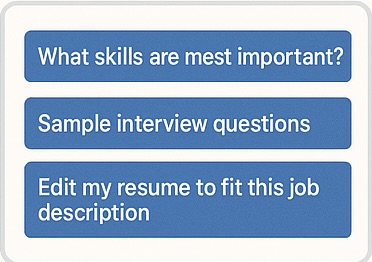 What skills are mest important?
Sample interview questions
Edit my resume to fit this job
description